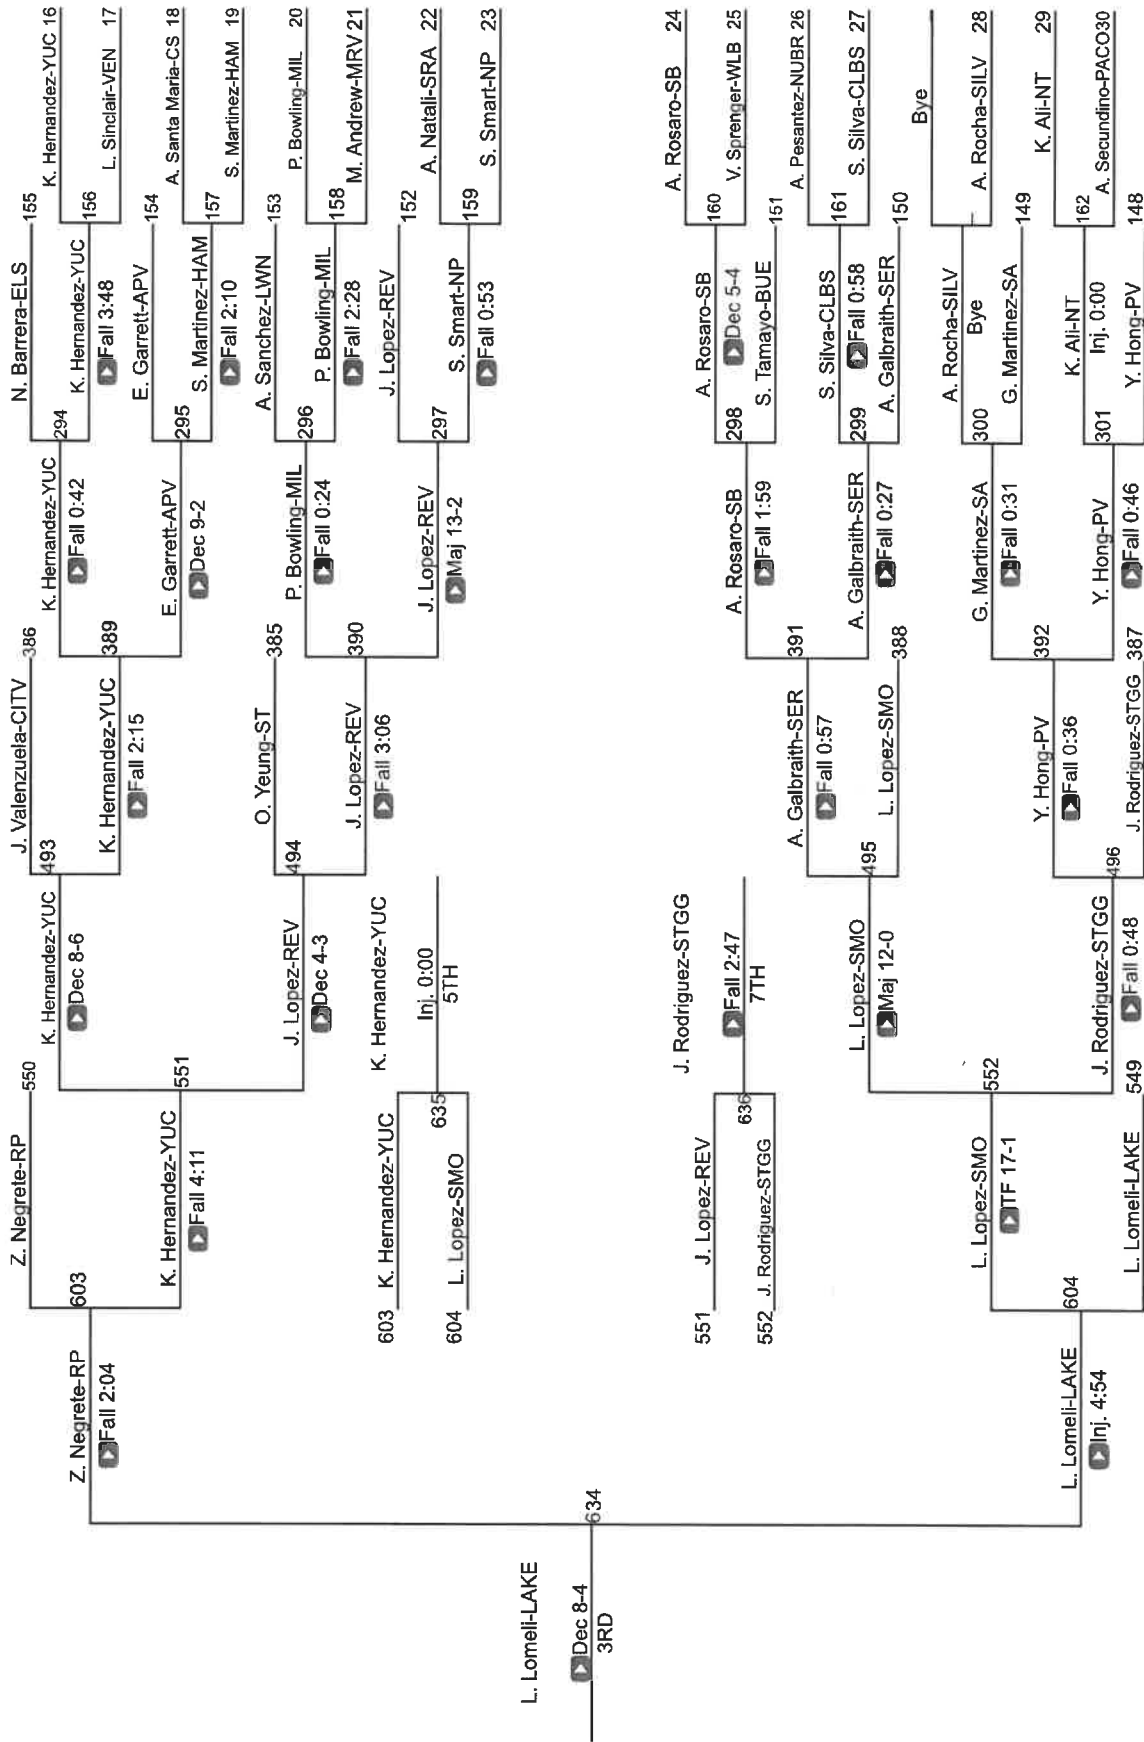 K. Hernandez-YUC 16
L. Sinclair-VEN 17
A. Santa Maria-CS 18
S. Martinez-HAM 19
P. Bowling-MIL 20
M. Andrew-MRV 21
A. Natali-SRA 22
S. Smart-NP 23
A. Rosaro-SB 24
V. Sprenger-WLB 25
A. Pesantez-NUBR 26
S. Silva-CLBS 27
Bye
A. Rocha-SILV 28
K. Ali-NT 29
A. Secundino-PACO30
N. Barrera-ELS 155
156
K. Hernandez-YUC
Fall 3:48
E. Garrett-APV 154
157
S. Martinez-HAM
Fall 2:10
A. Sanchez-LWN 153
158
P. Bowling-MIL
Fall 2:28
J. Lopez-REV 152
159
S. Smart-NP
Fall 0:53
160
A. Rosaro-SB
Dec 5-4
S. Tamayo-BUE 151
161
S. Silva-CLBS
Fall 0:58
A. Galbraith-SER 150
A. Rocha-SILV
Bye
G. Martinez-SA 149
162
K. Ali-NT
Inj. 0:00
Y. Hong-PV 148
294
K. Hernandez-YUC
Fall 0:42
295
E. Garrett-APV
Dec 9-2
296
P. Bowling-MIL
Fall 0:24
297
J. Lopez-REV
Maj 13-2
298
A. Rosaro-SB
Fall 1:59
299
A. Galbraith-SER
Fall 0:27
300
G. Martinez-SA
Fall 0:31
301
Y. Hong-PV
Fall 0:46
J. Valenzuela-CITV 386
389
K. Hernandez-YUC
Fall 2:15
O. Yeung-ST 385
390
J. Lopez-REV
Fall 3:06
391
A. Galbraith-SER
Fall 0:57
L. Lopez-SMO 388
392
Y. Hong-PV
Fall 0:36
J. Rodriguez-STGG 387
493
K. Hernandez-YUC
Dec 8-6
494
J. Lopez-REV
Dec 4-3
K. Hernandez-YUC
Inj. 0:00
5TH
J. Rodriguez-STGG
Fall 2:47
7TH
495
L. Lopez-SMO
Maj 12-0
496
J. Rodriguez-STGG
Fall 0:48
Z. Negrete-RP 550
551
K. Hernandez-YUC
Fall 4:11
603 K. Hernandez-YUC
635
604 L. Lopez-SMO
551 J. Lopez-REV
636
552 J. Rodriguez-STGG
552
L. Lopez-SMO
TF 17-1
L. Lomeli-LAKE 549
603
Z. Negrete-RP
Fall 2:04
604
L. Lomeli-LAKE
Inj. 4:54
634
L. Lomeli-LAKE
Dec 8-4
3RD